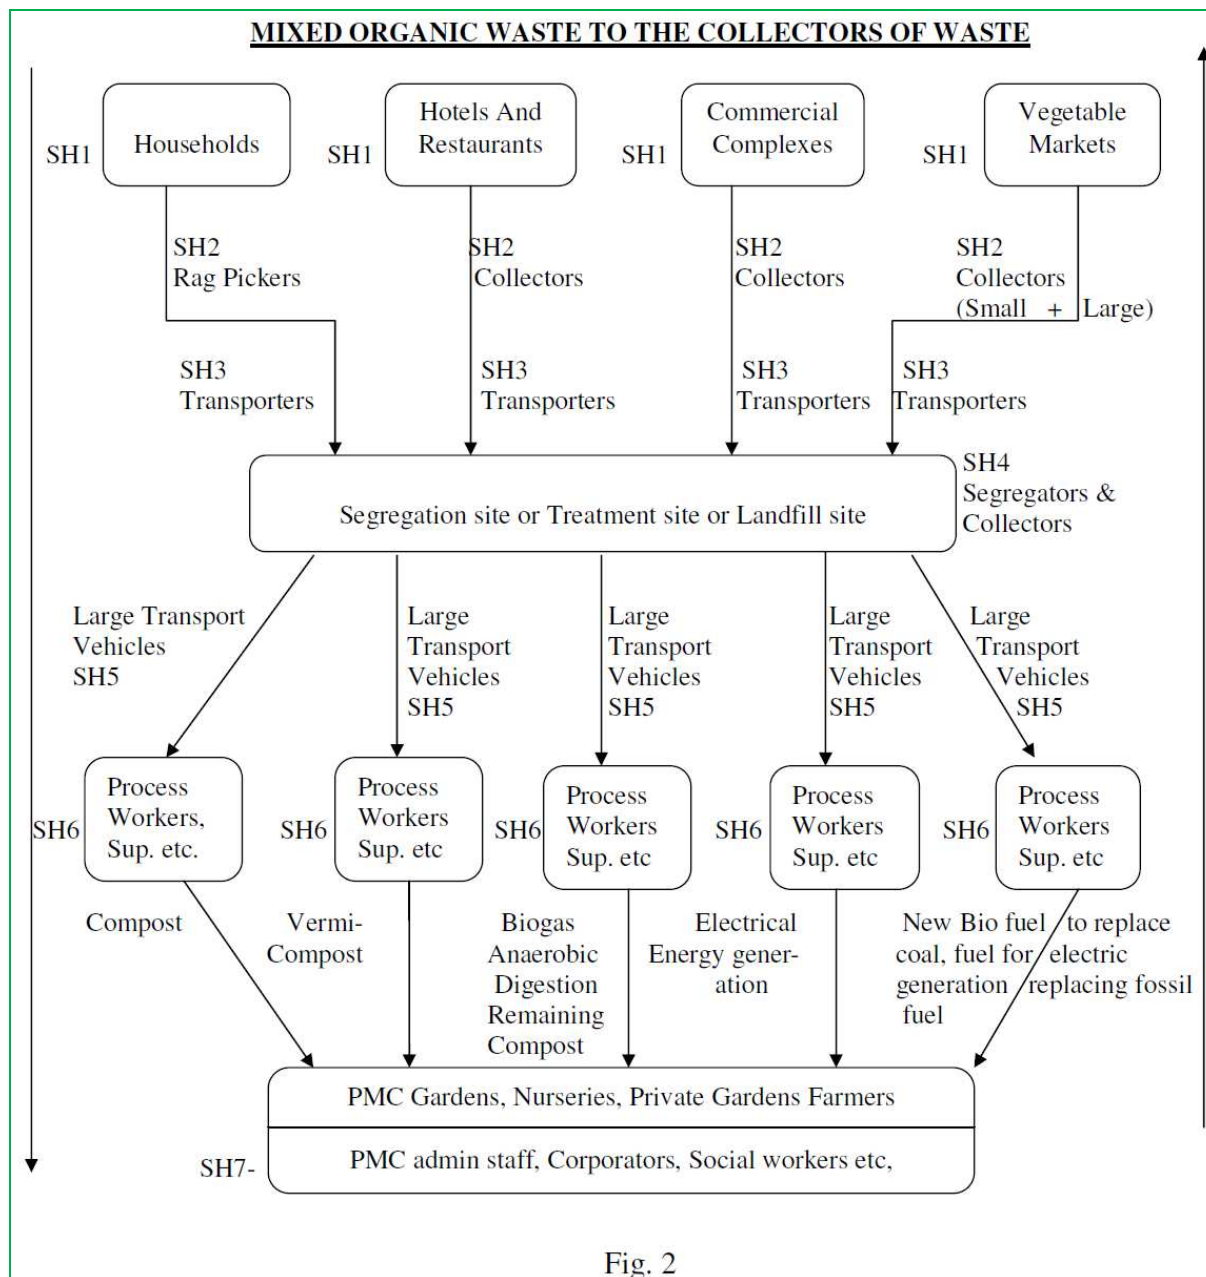 MIXED ORGANIC WASTE TO THE COLLECTORS OF WASTE
SH1
Households
SH1
Hotels And
Restaurants
SH1
Commercial
Complexes
SH1
Vegetable
Markets
SH2
Rag Pickers
SH2
Collectors
SH2
Collectors
SH2
Collectors
(Small + Large)
SH3
Transporters
SH3
Transporters
SH3
Transporters
SH3
Transporters
Segregation site or Treatment site or Landfill site
SH4
Segregators &
Collectors
Large Transport
Vehicles
SH5
Large
Transport
Vehicles
SH5
Large
Transport
Vehicles
SH5
Large
Transport
Vehicles
SH5
Large
Transport
Vehicles
SH5
SH6
Process
Workers,
Sup. etc.
SH6
Process
Workers
Sup. etc
SH6
Process
Workers
Sup. etc
SH6
Process
Workers
Sup. etc
SH6
Process
Workers
Sup. etc
Compost
Vermi-
Compost
Biogas
Anaerobic
Digestion
Remaining
Compost
Electrical
Energy gener-
ation
New Bio fuel to replace
coal, fuel for electric
generation replacing fossil
fuel
PMC Gardens, Nurseries, Private Gardens Farmers
SH7-
PMC admin staff, Corporators, Social workers etc,
Fig. 2